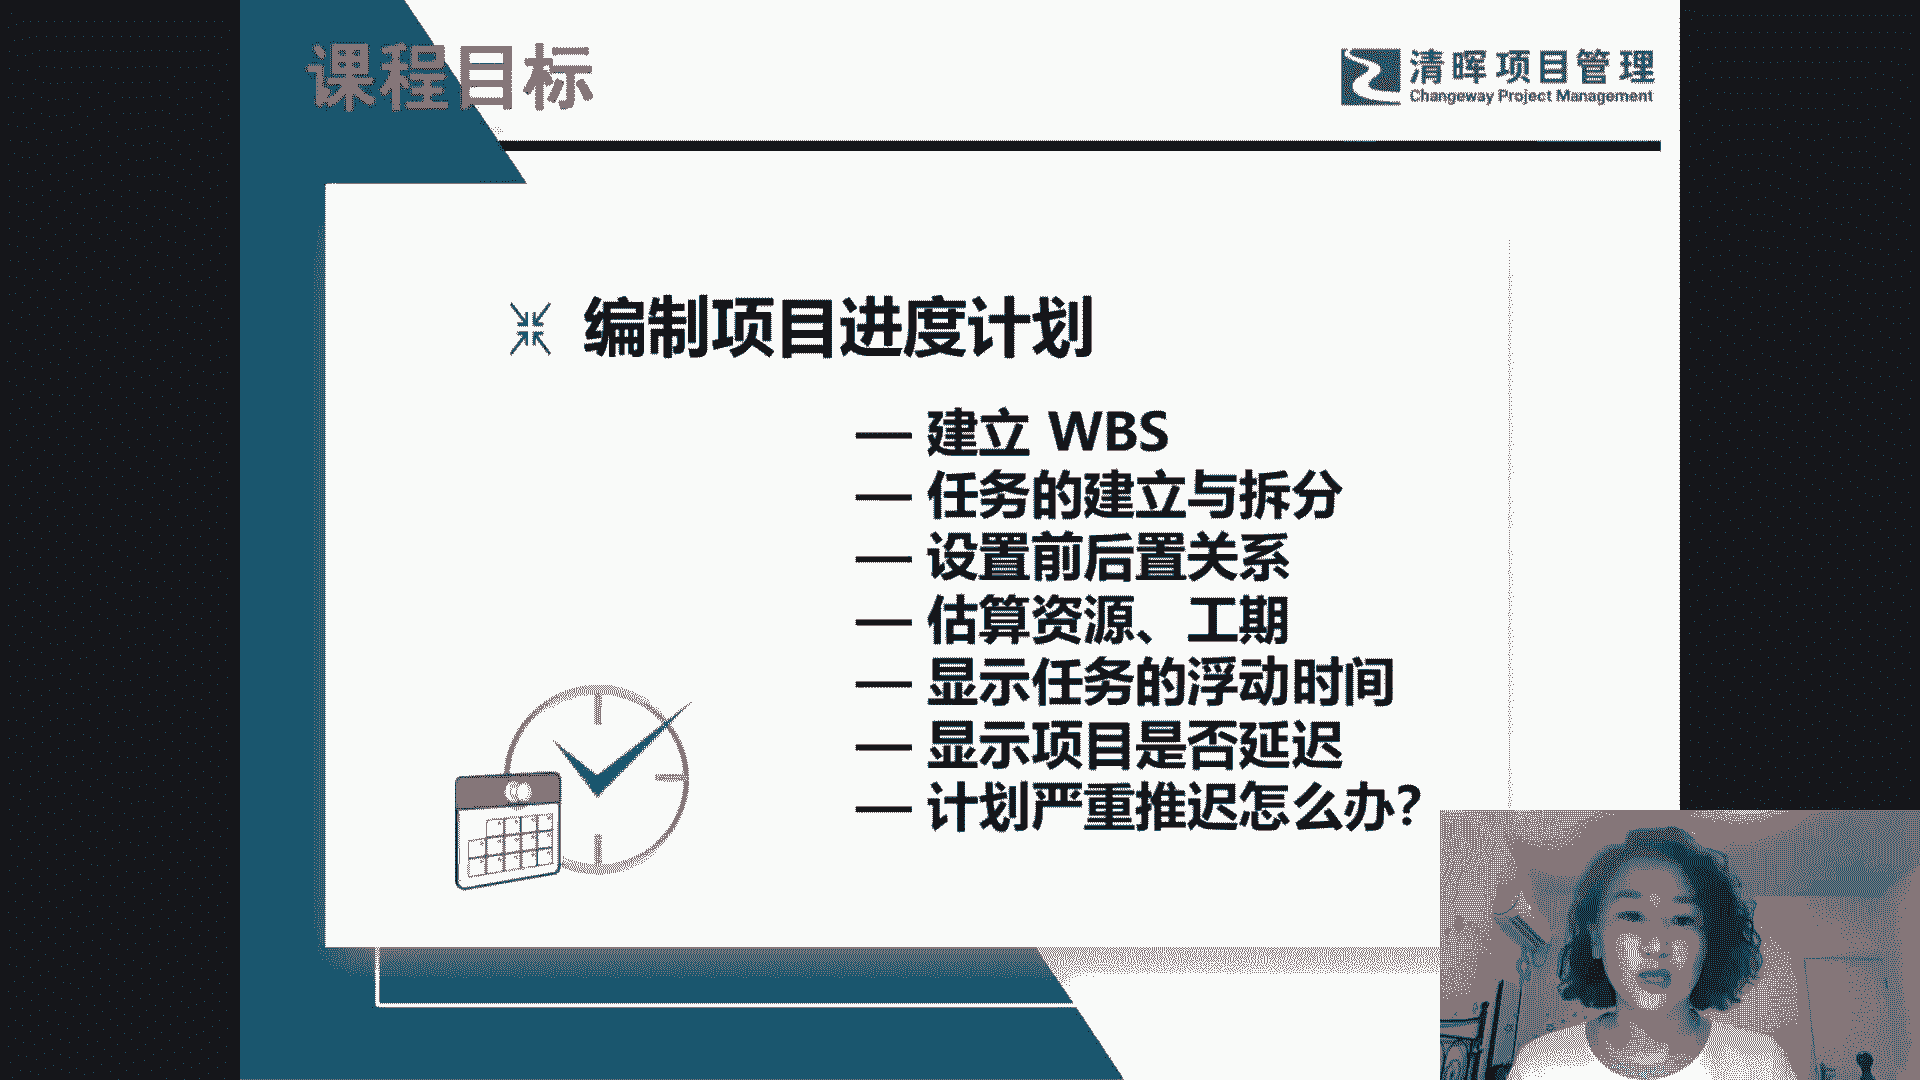 课程目标
清晖项目管理
Changeway Project Management
编制项目进度计划
— 建立 WBS
— 任务的建立与拆分
— 设置前后置关系
— 估算资源、工期
— 显示任务的浮动时间
— 显示项目是否延迟
— 计划严重推迟怎么办？